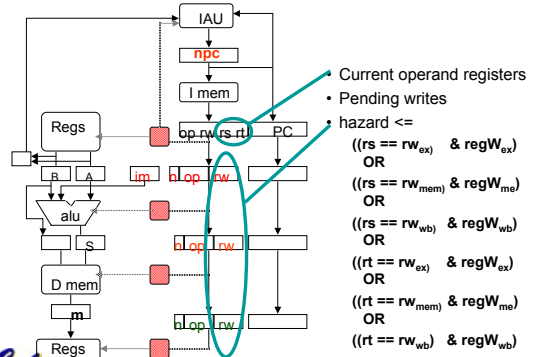 IAU
npc
I mem
Regs
op rw rs rt PC
B A im n op rw
alu
S n op rw
D mem
m
n op rw
Regs
• Current operand registers
• Pending writes
• hazard <=
((rs == rwex) & regWex)
OR
((rs == rwmem) & regWme)
OR
((rs == rwwb) & regWwb)
OR
((rt == rwex) & regWex)
OR
((rt == rwmem) & regWme)
OR
((rt == rwwb) & regWwb)